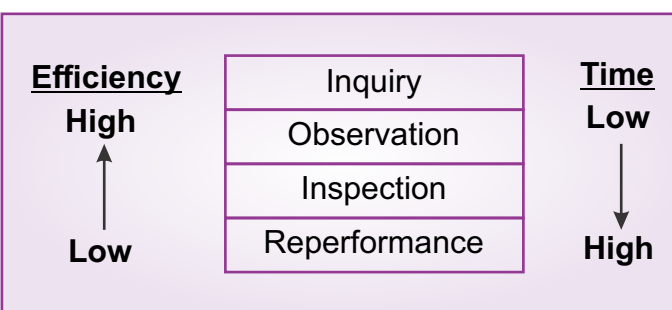 Efficiency
High
Low
Inquiry
Observation
Inspection
Reperformance
Time
Low
High